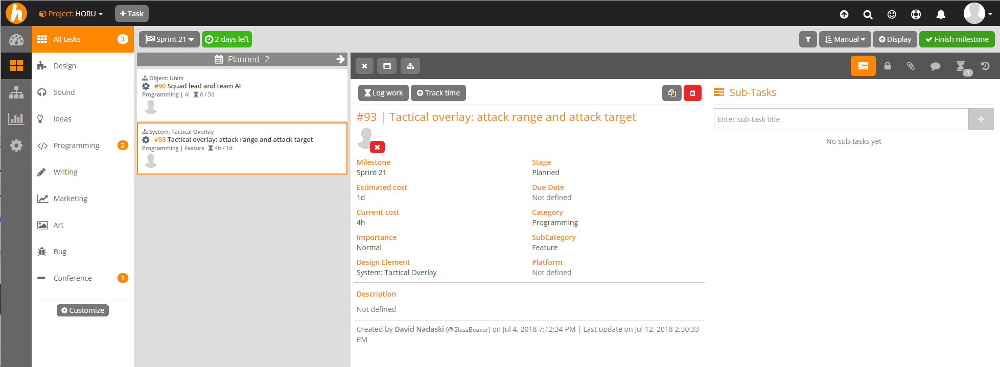 h Project: HORU + Task
All tasks 3
Design
Sound
Ideas
Programming 2
Writing
Marketing
Art
Bug
Conference 1
Customize
Sprint 21 2 days left Manual Display Finish milestone
Planned 2
Object: Units
#90 Squad lead and team AI
Programming | AI 0 / 5d
System: Tactical Overlay
#93 Tactical overlay: attack range and attack target
Programming | Feature 4h / 1d
1
Log work Track time
#93 | Tactical overlay: attack range and attack target
Milestone Stage
Sprint 21 Planned
Estimated cost Due Date
1d Not defined
Current cost Category
4h Programming
Importance SubCategory
Normal Feature
Design Element Platform
System: Tactical Overlay Not defined
Description
Not defined
Created by David Nadaski (@GlassBeaver) on Jul 4, 2018 7:12:34 PM | Last update on Jul 12, 2018 2:50:33
PM
Sub-Tasks
Enter sub-task title +
No sub-tasks yet